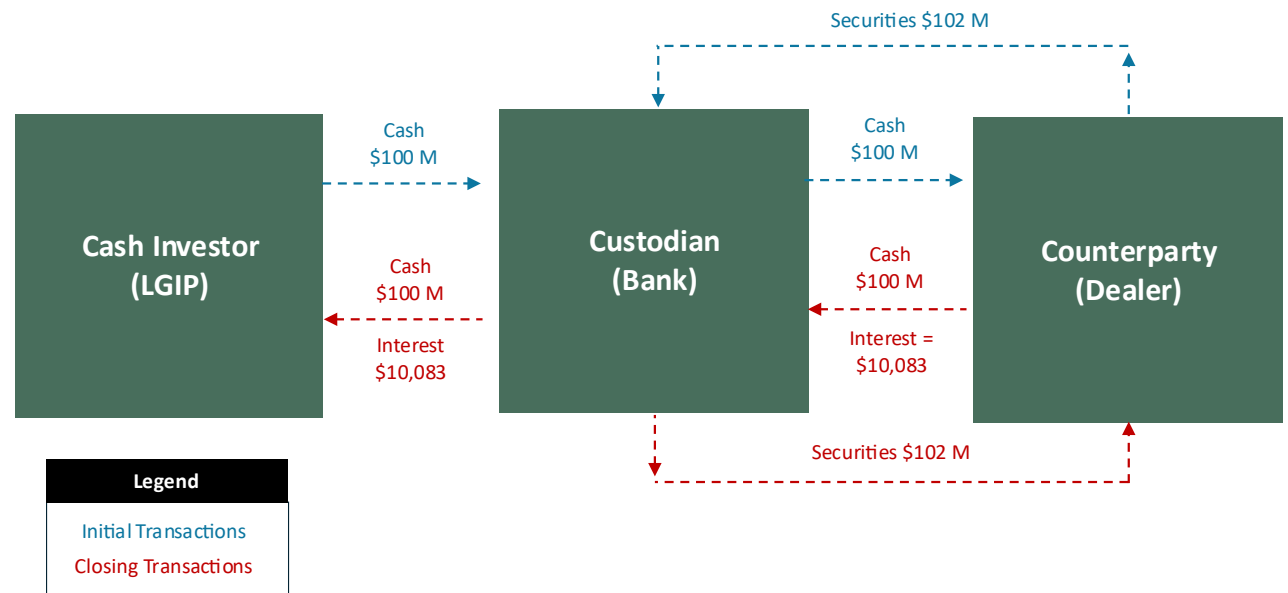 Securities $102 M
Cash
$100 M
Cash
$100 M
Cash Investor
(LGIP)
Custodian
(Bank)
Counterparty
(Dealer)
Cash
$100 M
Interest
$10,083
Cash
$100 M
Interest =
$10,083
Securities $102 M
Legend
Initial Transactions
Closing Transactions